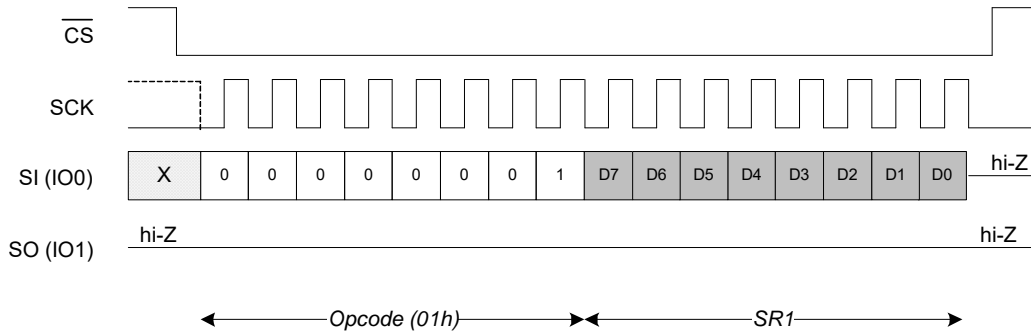 C̅S̅
SCK
SI (IO0) X 0 0 0 0 0 0 0 1 D7 D6 D5 D4 D3 D2 D1 D0 hi-Z
SO (IO1) hi-Z hi-Z
Opcode (01h) SR1